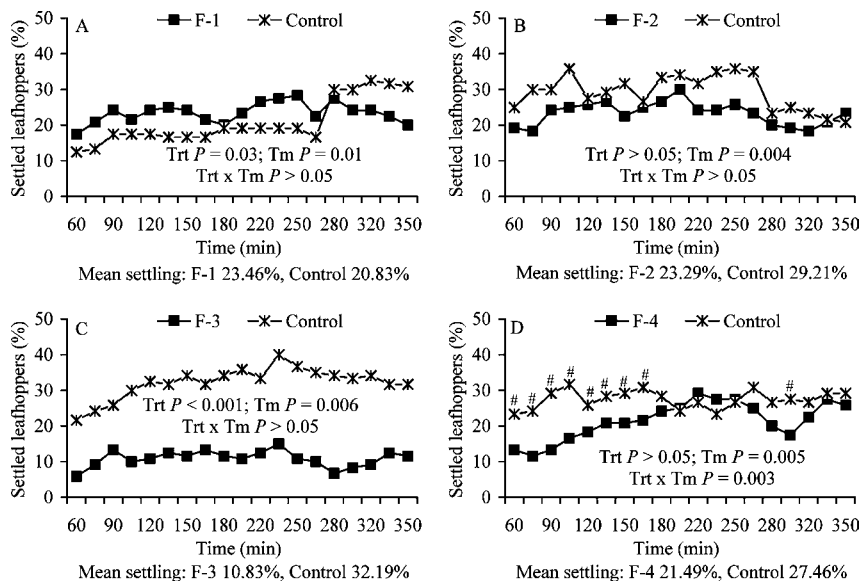 A
F-1
Control
Settled leafhoppers (%)
50
40
30
20
10
0
Trt P = 0.03; Tm P = 0.01
Trt x Tm P > 0.05
60 90 120 150 170 220 250 280 320 350
Time (min)
Mean settling: F-1 23.46%, Control 20.83%
B
F-2
Control
Settled leafhoppers (%)
50
40
30
20
10
0
Trt P > 0.05; Tm P = 0.004
Trt x Tm P > 0.05
60 90 120 150 180 220 250 280 320 350
Time (min)
Mean settling: F-2 23.29%, Control 29.21%
C
F-3
Control
Settled leafhoppers (%)
50
40
30
20
10
0
Trt P < 0.001; Tm P = 0.006
Trt x Tm P > 0.05
60 90 120 150 180 220 250 280 320 350
Time (min)
Mean settling: F-3 10.83%, Control 32.19%
D
F-4
Control
Settled leafhoppers (%)
50
40
30
20
10
0
# # # # # # # # #
Trt P > 0.05; Tm P = 0.005
Trt x Tm P = 0.003
60 90 120 150 180 220 250 280 320 350
Time (min)
Mean settling: F-4 21.49%, Control 27.46%